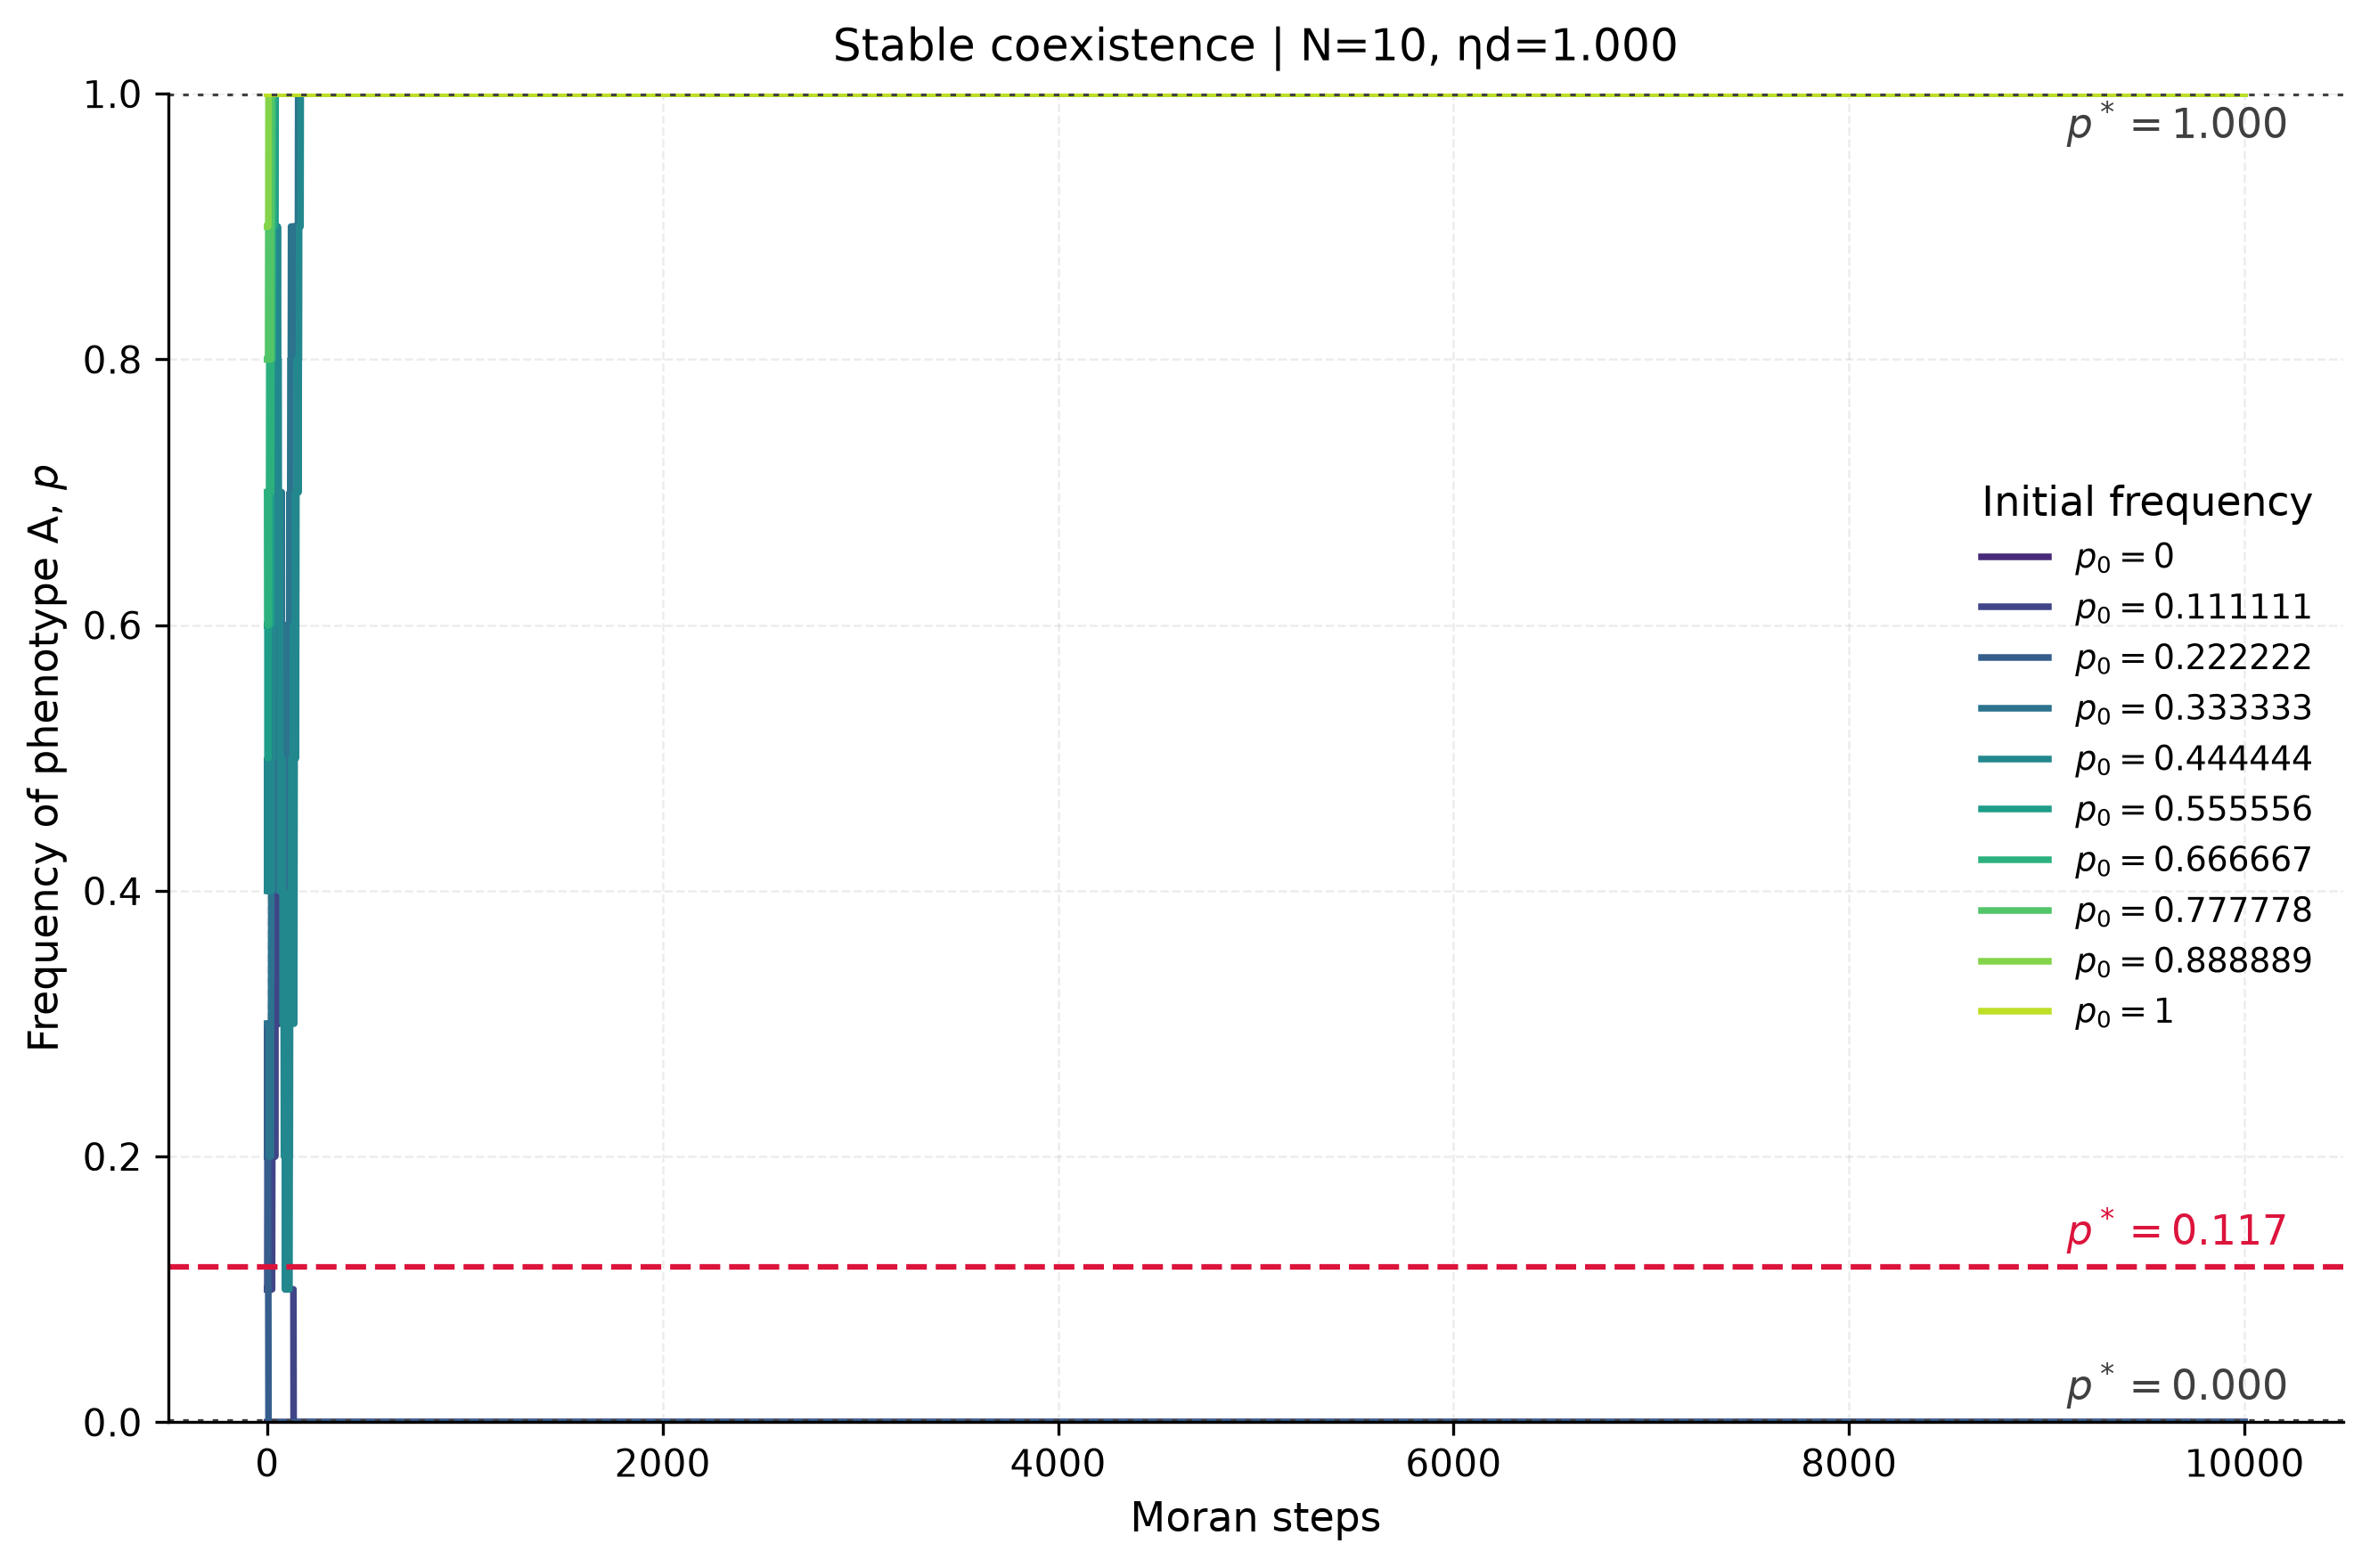 Stable coexistence | N=10, ηd=1.000
Frequency of phenotype A, p
1.0
0.8
0.6
0.4
0.2
0.0
p* = 1.000
Initial frequency
p₀ = 0
p₀ = 0.111111
p₀ = 0.222222
p₀ = 0.333333
p₀ = 0.444444
p₀ = 0.555556
p₀ = 0.666667
p₀ = 0.777778
p₀ = 0.888889
p₀ = 1
p* = 0.117
p* = 0.000
0 2000 4000 6000 8000 10000
Moran steps